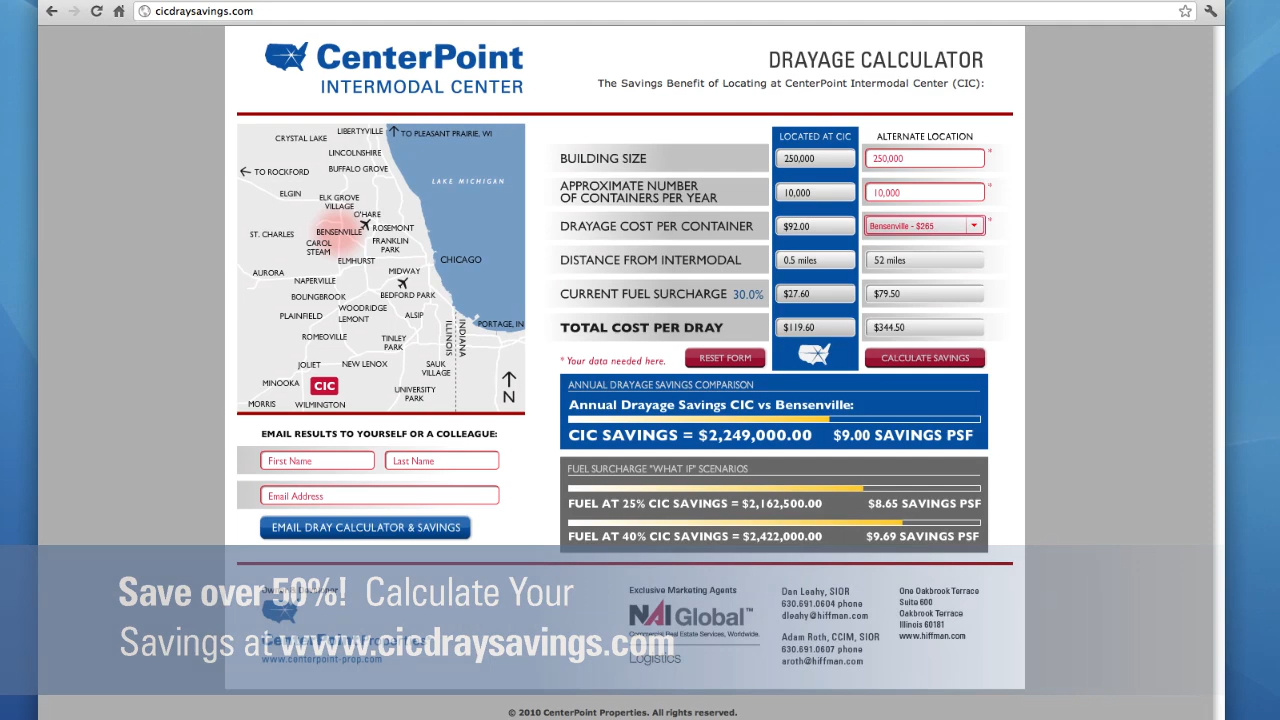 cicdraysavings.com
CenterPoint
INTERMODAL CENTER
DRAYAGE CALCULATOR
The Savings Benefit of Locating at CenterPoint Intermodal Center (CIC):
LIBERTYVILLE
TO PLEASANT PRAIRIE, WI
CRYSTAL LAKE
LINCOLNSHIRE
TO ROCKFORD
BUFFALO GROVE
LAKE MICHIGAN
ELGIN
ELK GROVE
VILLAGE
O'HARE
BENSENVILLE
ROSEMONT
ST. CHARLES
CAROL
STEAM
FRANKLIN
PARK
ELMHURST
CHICAGO
AURORA
MIDWAY
NAPERVILLE
BOLINGBROOK
BEDFORD PARK
WOODRIDGE
PLAINFIELD
LEMONT
ALSIP
ILLINOIS
INDIANA
PORTAGE, IN
ROMEOVILLE
TINLEY
PARK
JOLIET
NEW LENOX
SAUK
VILLAGE
MINOOKA
CIC
UNIVERSITY
PARK
N
MORRIS
WILMINGTON
LOCATED AT CIC
ALTERNATE LOCATION
BUILDING SIZE
250,000
250,000
*
APPROXIMATE NUMBER
OF CONTAINERS PER YEAR
10,000
10,000
*
DRAYAGE COST PER CONTAINER
$92.00
Bensenville - $265
*
DISTANCE FROM INTERMODAL
0.5 miles
52 miles
CURRENT FUEL SURCHARGE 30.0%
$27.60
$79.50
TOTAL COST PER DRAY
$119.60
$344.50
* Your data needed here.
RESET FORM
CALCULATE SAVINGS
ANNUAL DRAYAGE SAVINGS COMPARISON
Annual Drayage Savings CIC vs Bensenville:
CIC SAVINGS = $2,249,000.00 $9.00 SAVINGS PSF
FUEL SURCHARGE "WHAT IF" SCENARIOS
FUEL AT 25% CIC SAVINGS = $2,162,500.00 $8.65 SAVINGS PSF
FUEL AT 40% CIC SAVINGS = $2,422,000.00 $9.69 SAVINGS PSF
EMAIL RESULTS TO YOURSELF OR A COLLEAGUE:
First Name
Last Name
Email Address
EMAIL DRAY CALCULATOR & SAVINGS
Save over 50%! Calculate Your
Savings at www.cicdraysavings.com
www.centerpoint-prop.com
Exclusive Marketing Agents
NAI Global™
Commercial Real Estate Services, Worldwide.
Logistics
Dan Leahy, SIOR
630.691.0604 phone
dleahy@hiffman.com
Adam Roth, CCIM, SIOR
630.691.0607 phone
aroth@hiffman.com
One Oakbrook Terrace
Suite 600
Oakbrook Terrace
Illinois 60181
www.hiffman.com
© 2010 CenterPoint Properties. All rights reserved.